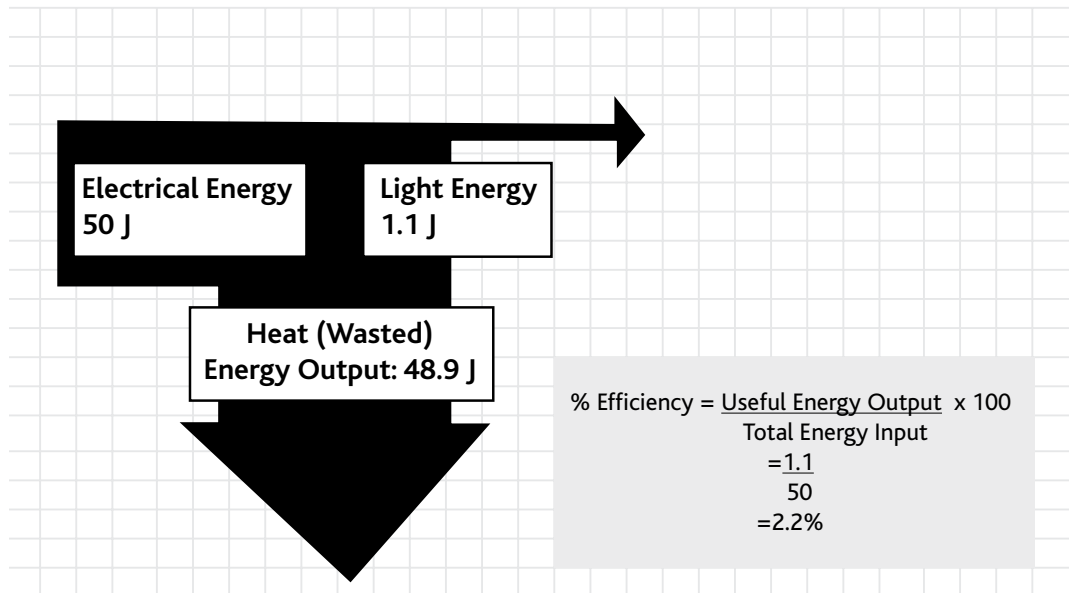 Electrical Energy
50 J
Light Energy
1.1 J
Heat (Wasted)
Energy Output: 48.9 J
% Efficiency = Useful Energy Output x 100
Total Energy Input
=1.1
50
=2.2%